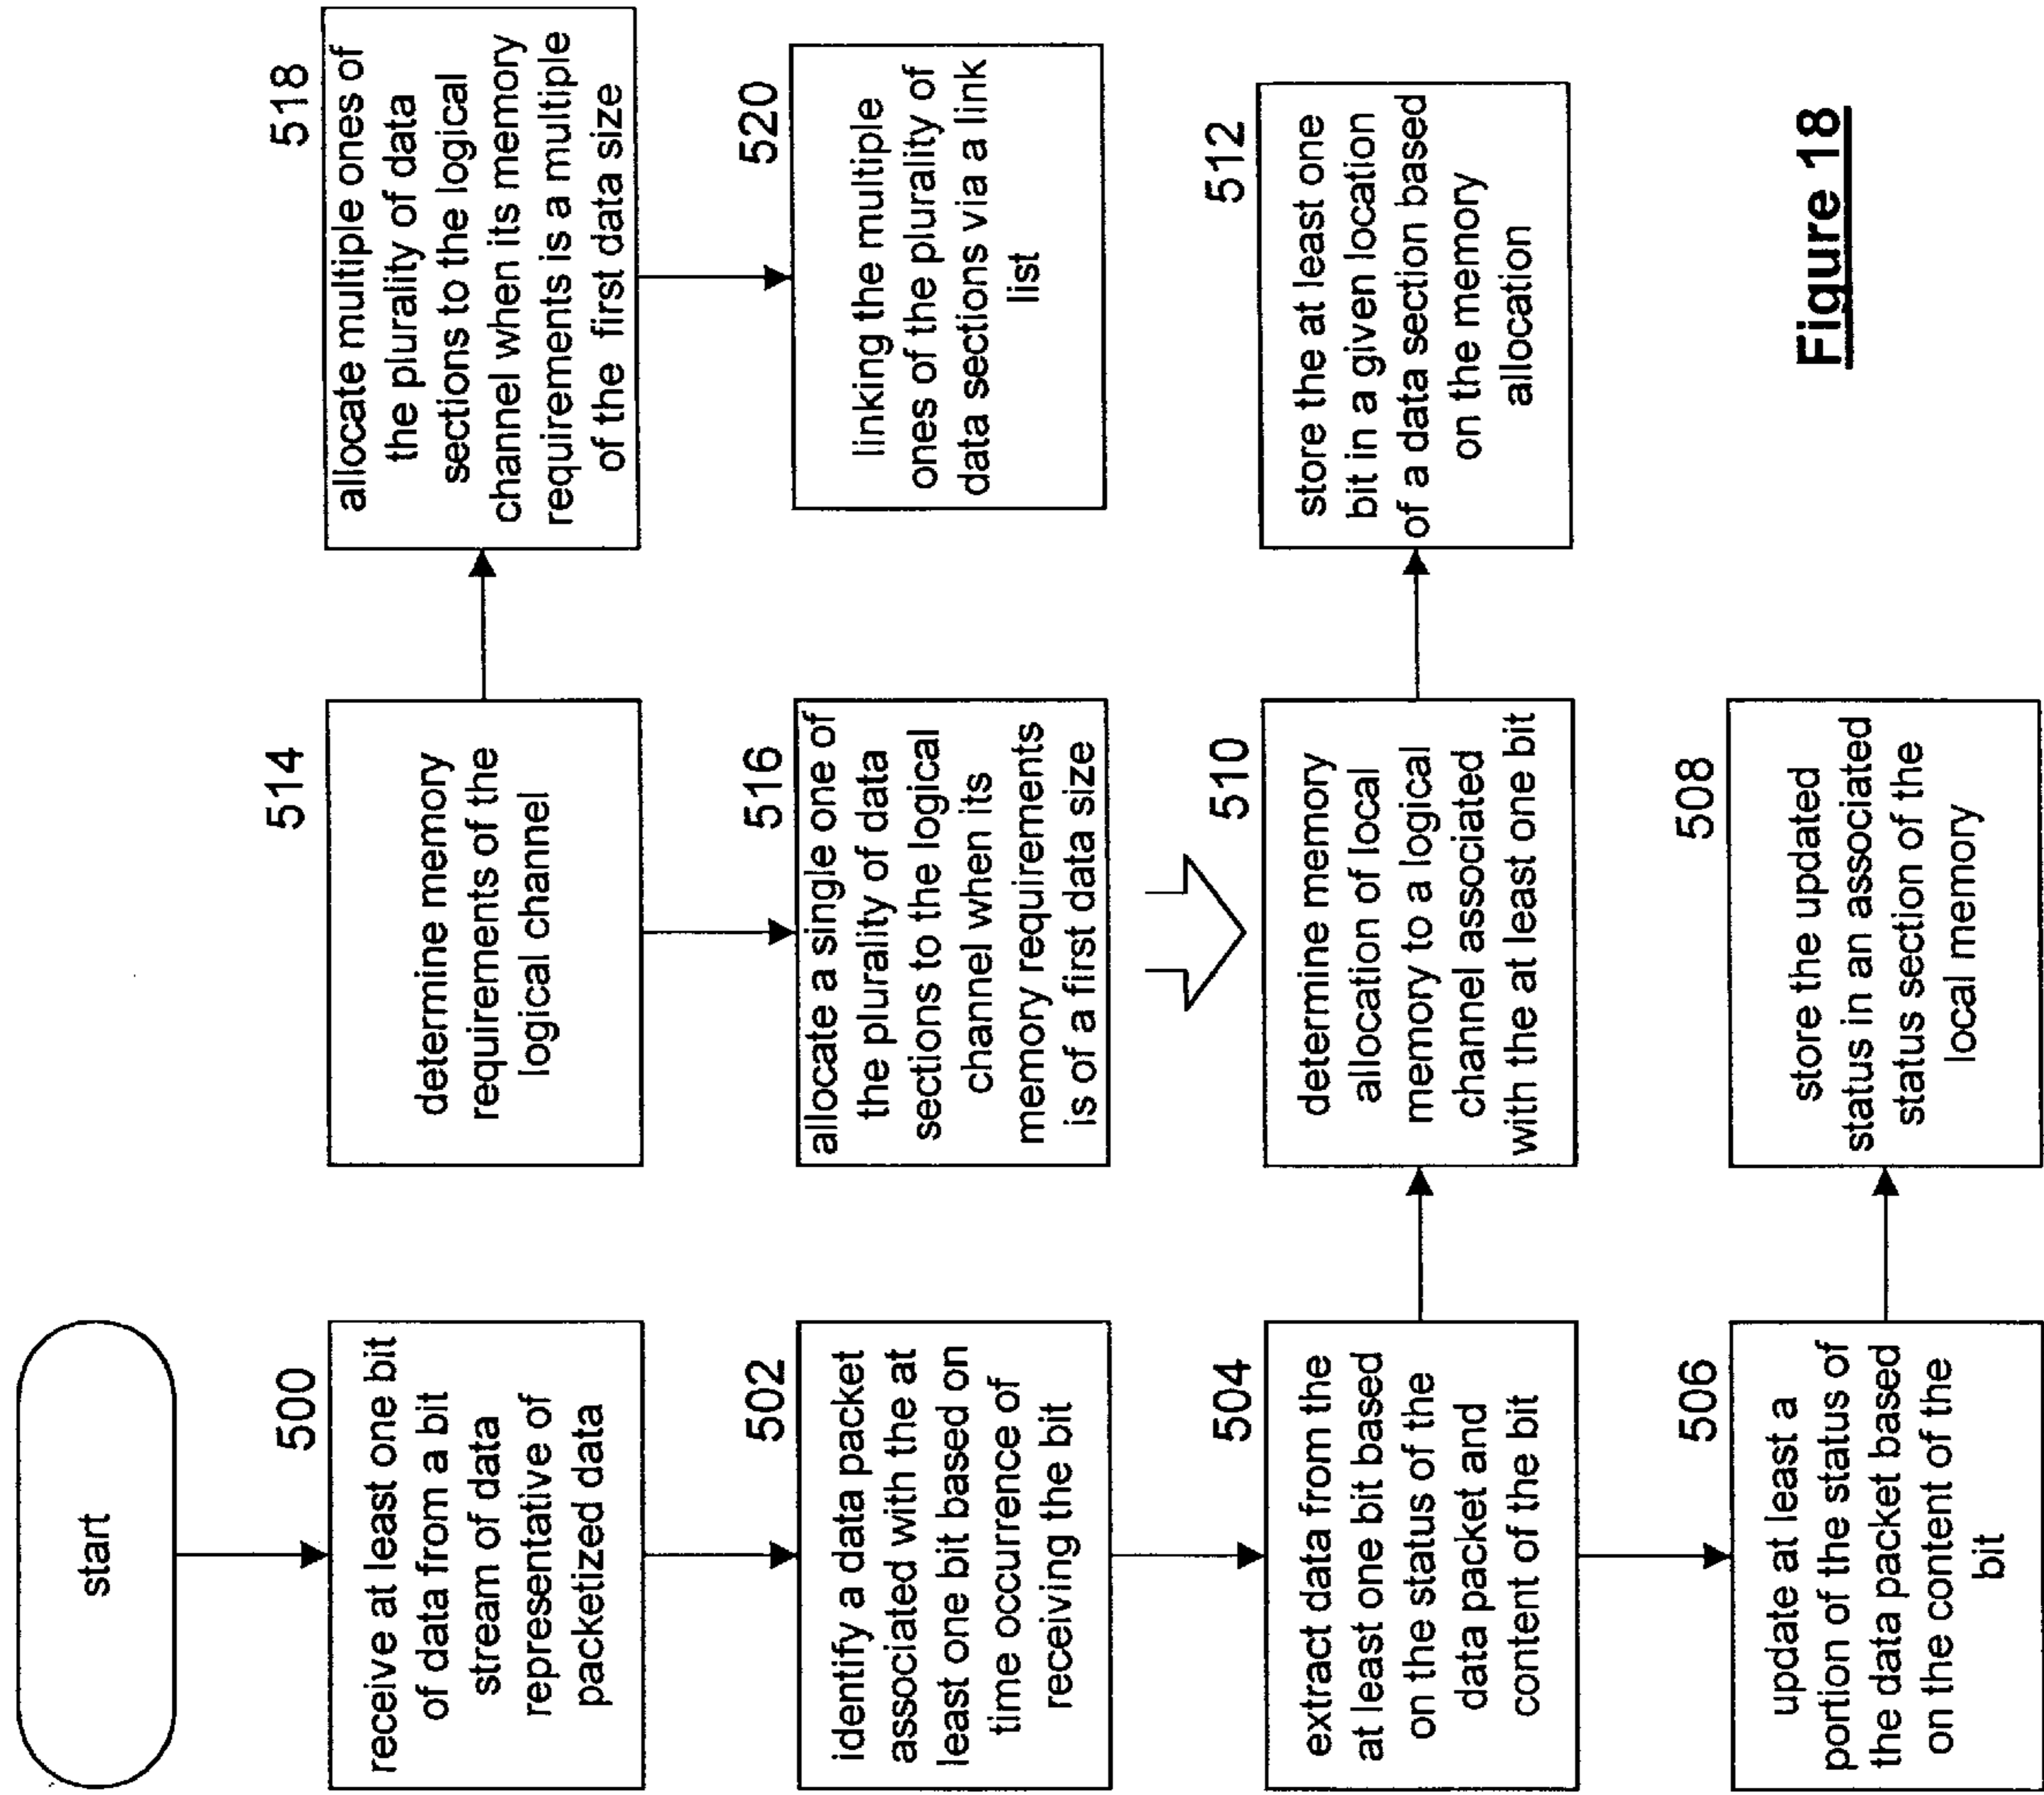 start
500
receive at least one bit
of data from a bit
stream of data
representative of
packetized data
502
identify a data packet
associated with the at
least one bit based on
time occurrence of
receiving the bit
504
extract data from the
at least one bit based
on the status of the
data packet and
content of the bit
506
update at least a
portion of the status of
the data packet based
on the content of the
bit
514
determine memory
requirements of the
logical channel
516
allocate a single one of
the plurality of data
sections to the logical
channel when its
memory requirements
is of a first data size
510
determine memory
allocation of local
memory to a logical
channel associated
with the at least one bit
508
store the updated
status in an associated
status section of the
local memory
518
allocate multiple ones of
the plurality of data
sections to the logical
channel when its memory
requirements is a multiple
of the first data size
520
linking the multiple
ones of the plurality of
data sections via a link
list
512
store the at least one
bit in a given location
of a data section based
on the memory
allocation
Figure 18